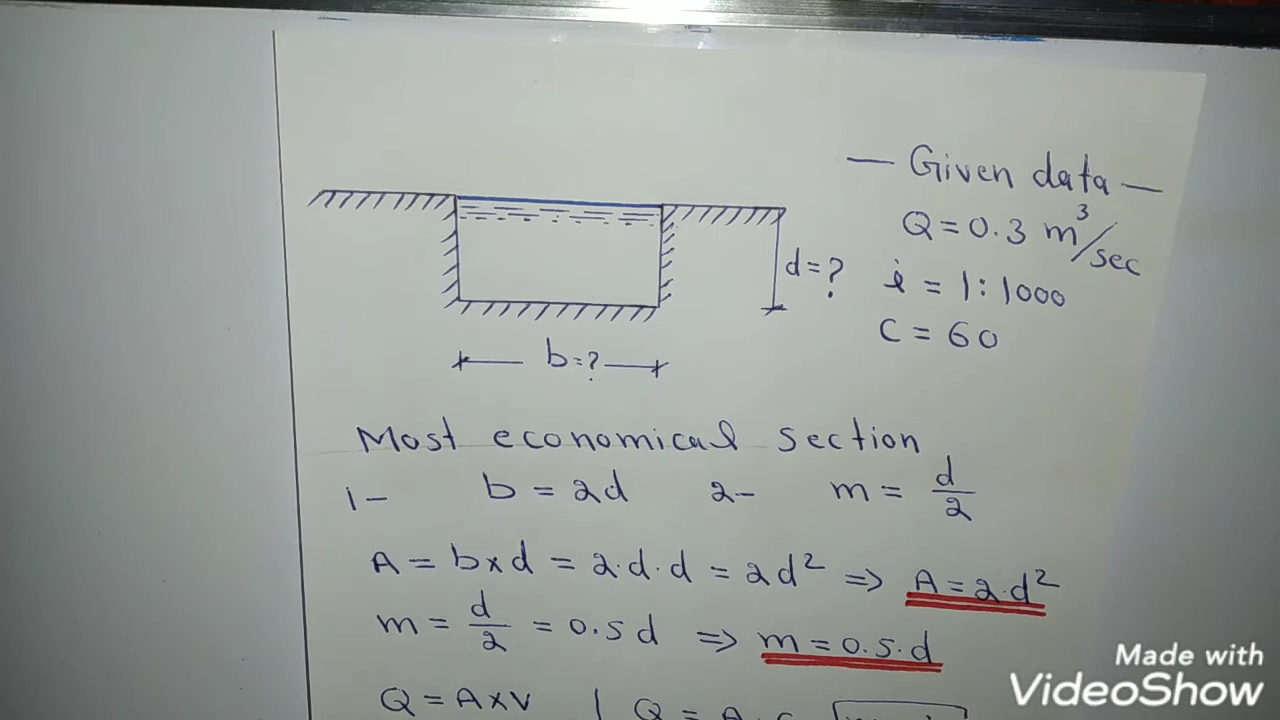 — Given data —
Q = 0.3 m³/sec
d = ?
i = 1:1000
C = 60
b = ?
Most economical section
1- b = 2d 2- m = d/2
A = b×d = 2.d.d = 2d² ⇒ A = 2.d²
m = d/2 = 0.5d ⇒ m = 0.5.d
Q = A×V | Q = A. C
Made with
VideoShow